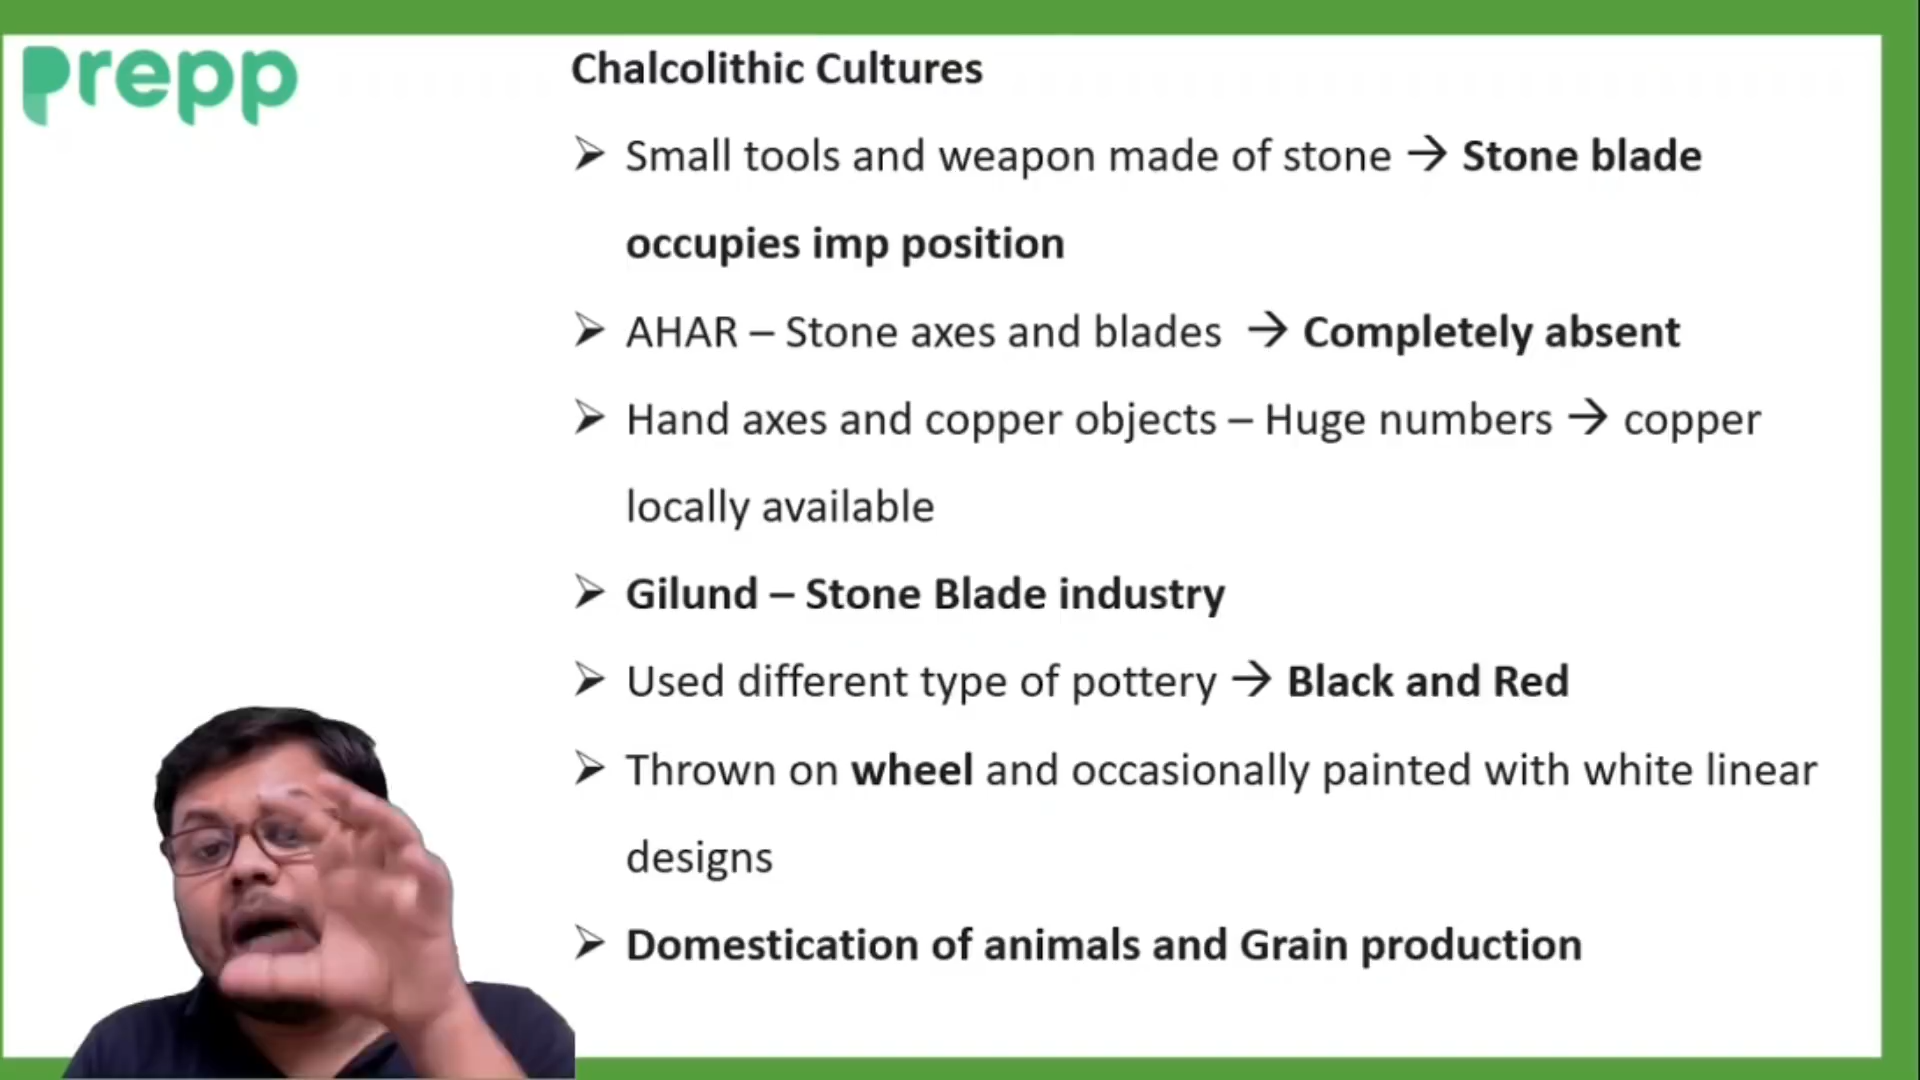 prepp
Chalcolithic Cultures
➢ Small tools and weapon made of stone → Stone blade
occupies imp position
➢ AHAR – Stone axes and blades → Completely absent
➢ Hand axes and copper objects – Huge numbers → copper
locally available
➢ Gilund – Stone Blade industry
➢ Used different type of pottery → Black and Red
➢ Thrown on wheel and occasionally painted with white linear
designs
➢ Domestication of animals and Grain production